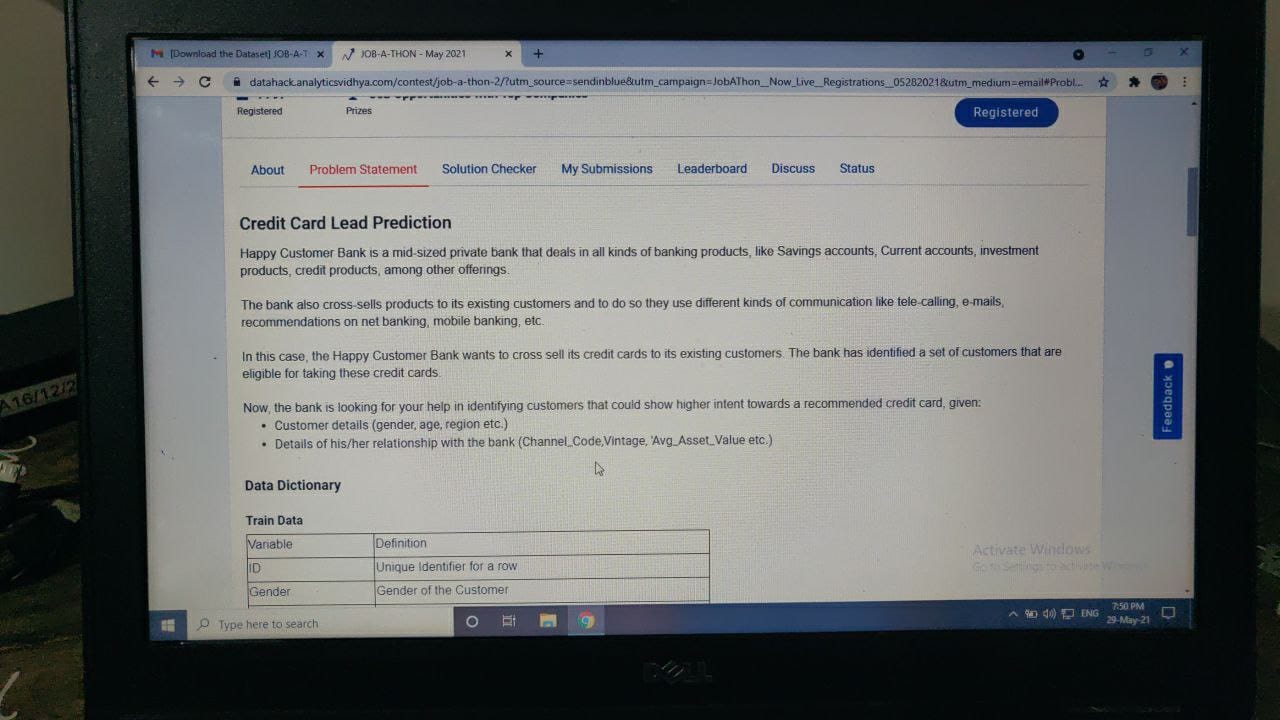 [Download the Dataset] JOB-A-T
JOB-A-THON - May 2021
datahack.analyticsvidhya.com/contest/job-a-thon-2/?utm_source=sendinblue&utm_campaign=JobAThon__Now_Live__Registrations__05282021&utm_medium=email#Probl...
Registered Prizes
Registered
About Problem Statement Solution Checker My Submissions Leaderboard Discuss Status
Credit Card Lead Prediction
Happy Customer Bank is a mid-sized private bank that deals in all kinds of banking products, like Savings accounts, Current accounts, investment
products, credit products, among other offerings.
The bank also cross-sells products to its existing customers and to do so they use different kinds of communication like tele-calling, e-mails,
recommendations on net banking, mobile banking, etc.
In this case, the Happy Customer Bank wants to cross sell its credit cards to its existing customers. The bank has identified a set of customers that are
eligible for taking these credit cards.
Now, the bank is looking for your help in identifying customers that could show higher intent towards a recommended credit card, given:
• Customer details (gender, age, region etc.)
• Details of his/her relationship with the bank (Channel_Code,Vintage, 'Avg_Asset_Value etc.)
Feedback
Data Dictionary
Train Data
Variable Definition
ID Unique Identifier for a row
Gender Gender of the Customer
Activate Windows
Go to Settings to activate Windows.
Type here to search
ENG
7:50 PM
29-May-21
DELL
A16/12/2